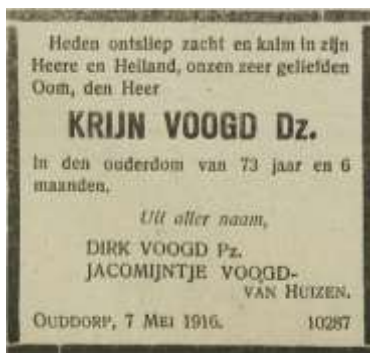 Heden ontsliep zacht en kalm in zijn
Heere en Heiland, onzen zeer geliefden
Oom, den Heer
KRIJN VOOGD Dz.
In den ouderdom van 73 jaar en 6
maanden.
Uit aller naam,
DIRK VOOGD Pz.
JACOMIJNTJE VOOGD-
VAN HUIZEN.
OUDDORP, 7 MEI 1916. 10287